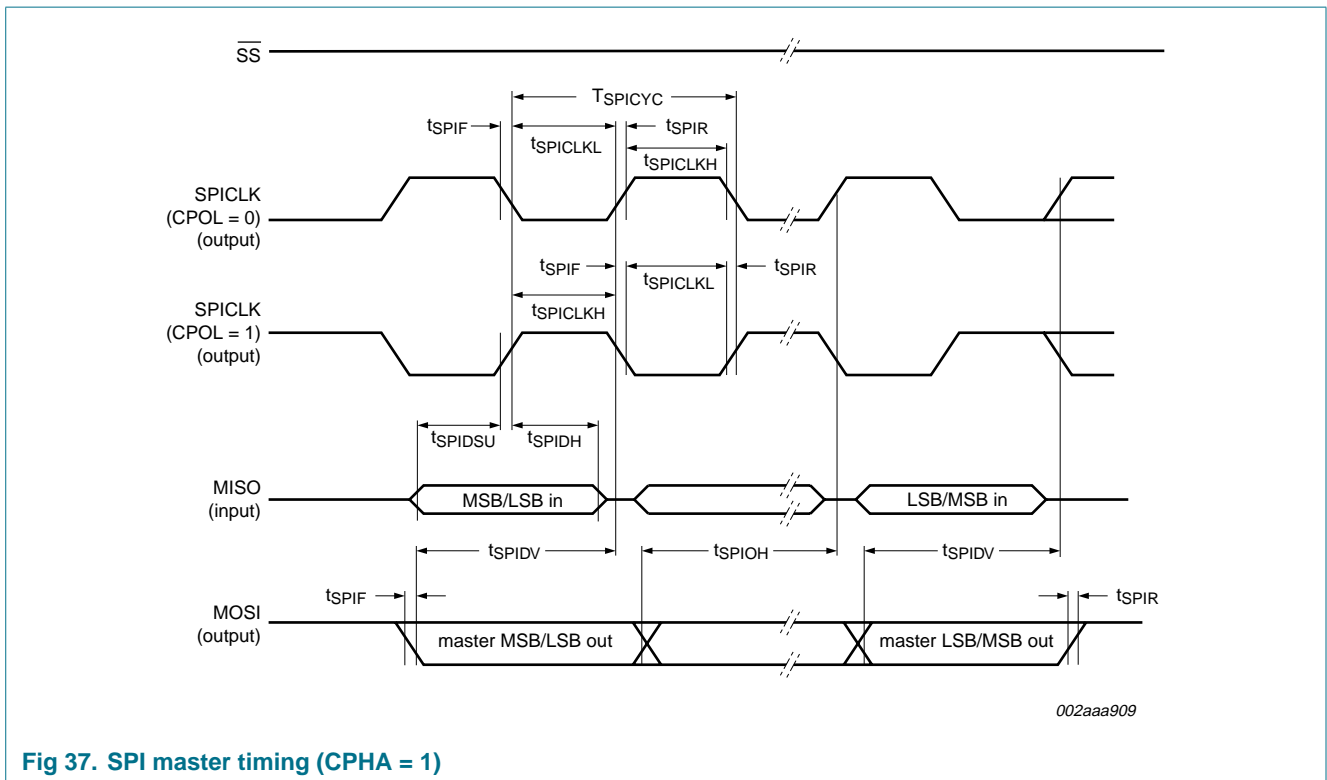 SS
TSPICYC
tSPIF
tSPIR
tSPICLKL
tSPICLKH
SPICLK
(CPOL = 0)
(output)
tSPIF
tSPICLKL
tSPIR
tSPICLKH
SPICLK
(CPOL = 1)
(output)
tSPIDSU
tSPIDH
MISO
(input)
MSB/LSB in
LSB/MSB in
tSPIDV
tSPIOH
tSPIDV
tSPIF
tSPIR
MOSI
(output)
master MSB/LSB out
master LSB/MSB out
002aaa909
Fig 37. SPI master timing (CPHA = 1)